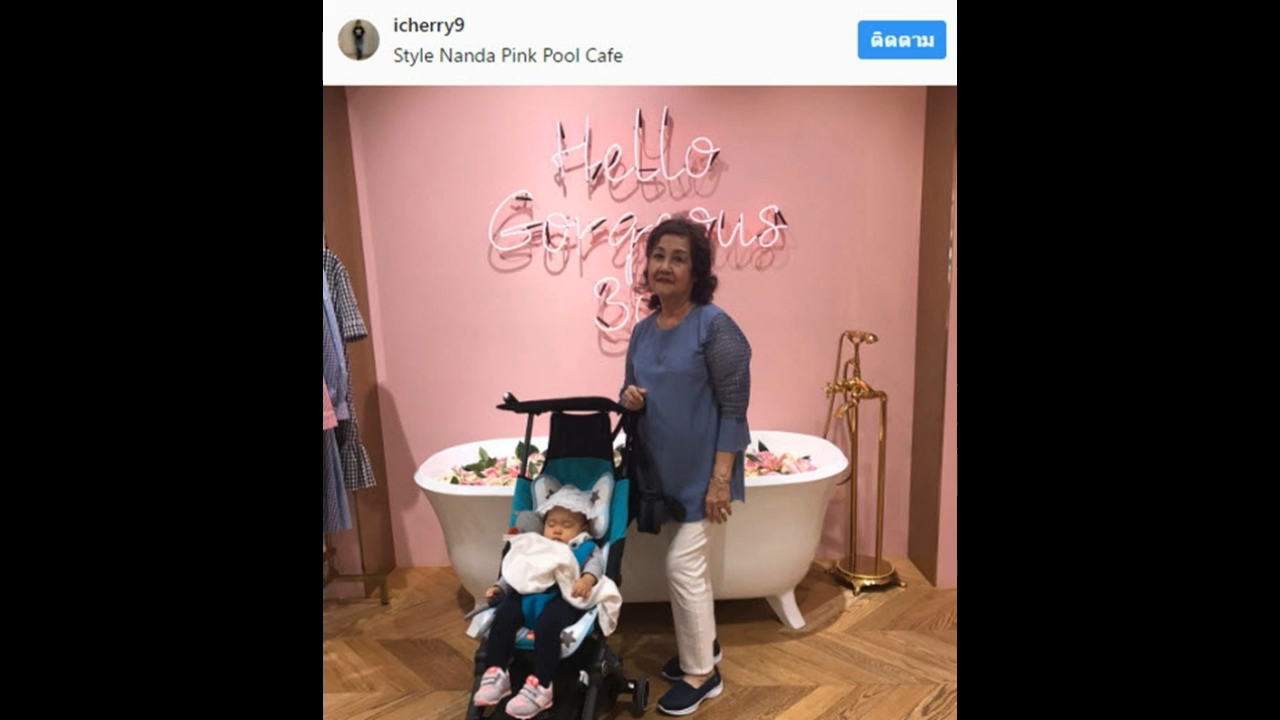 icherry9
Style Nanda Pink Pool Cafe
ติดตาม
Hello
Gorgeous